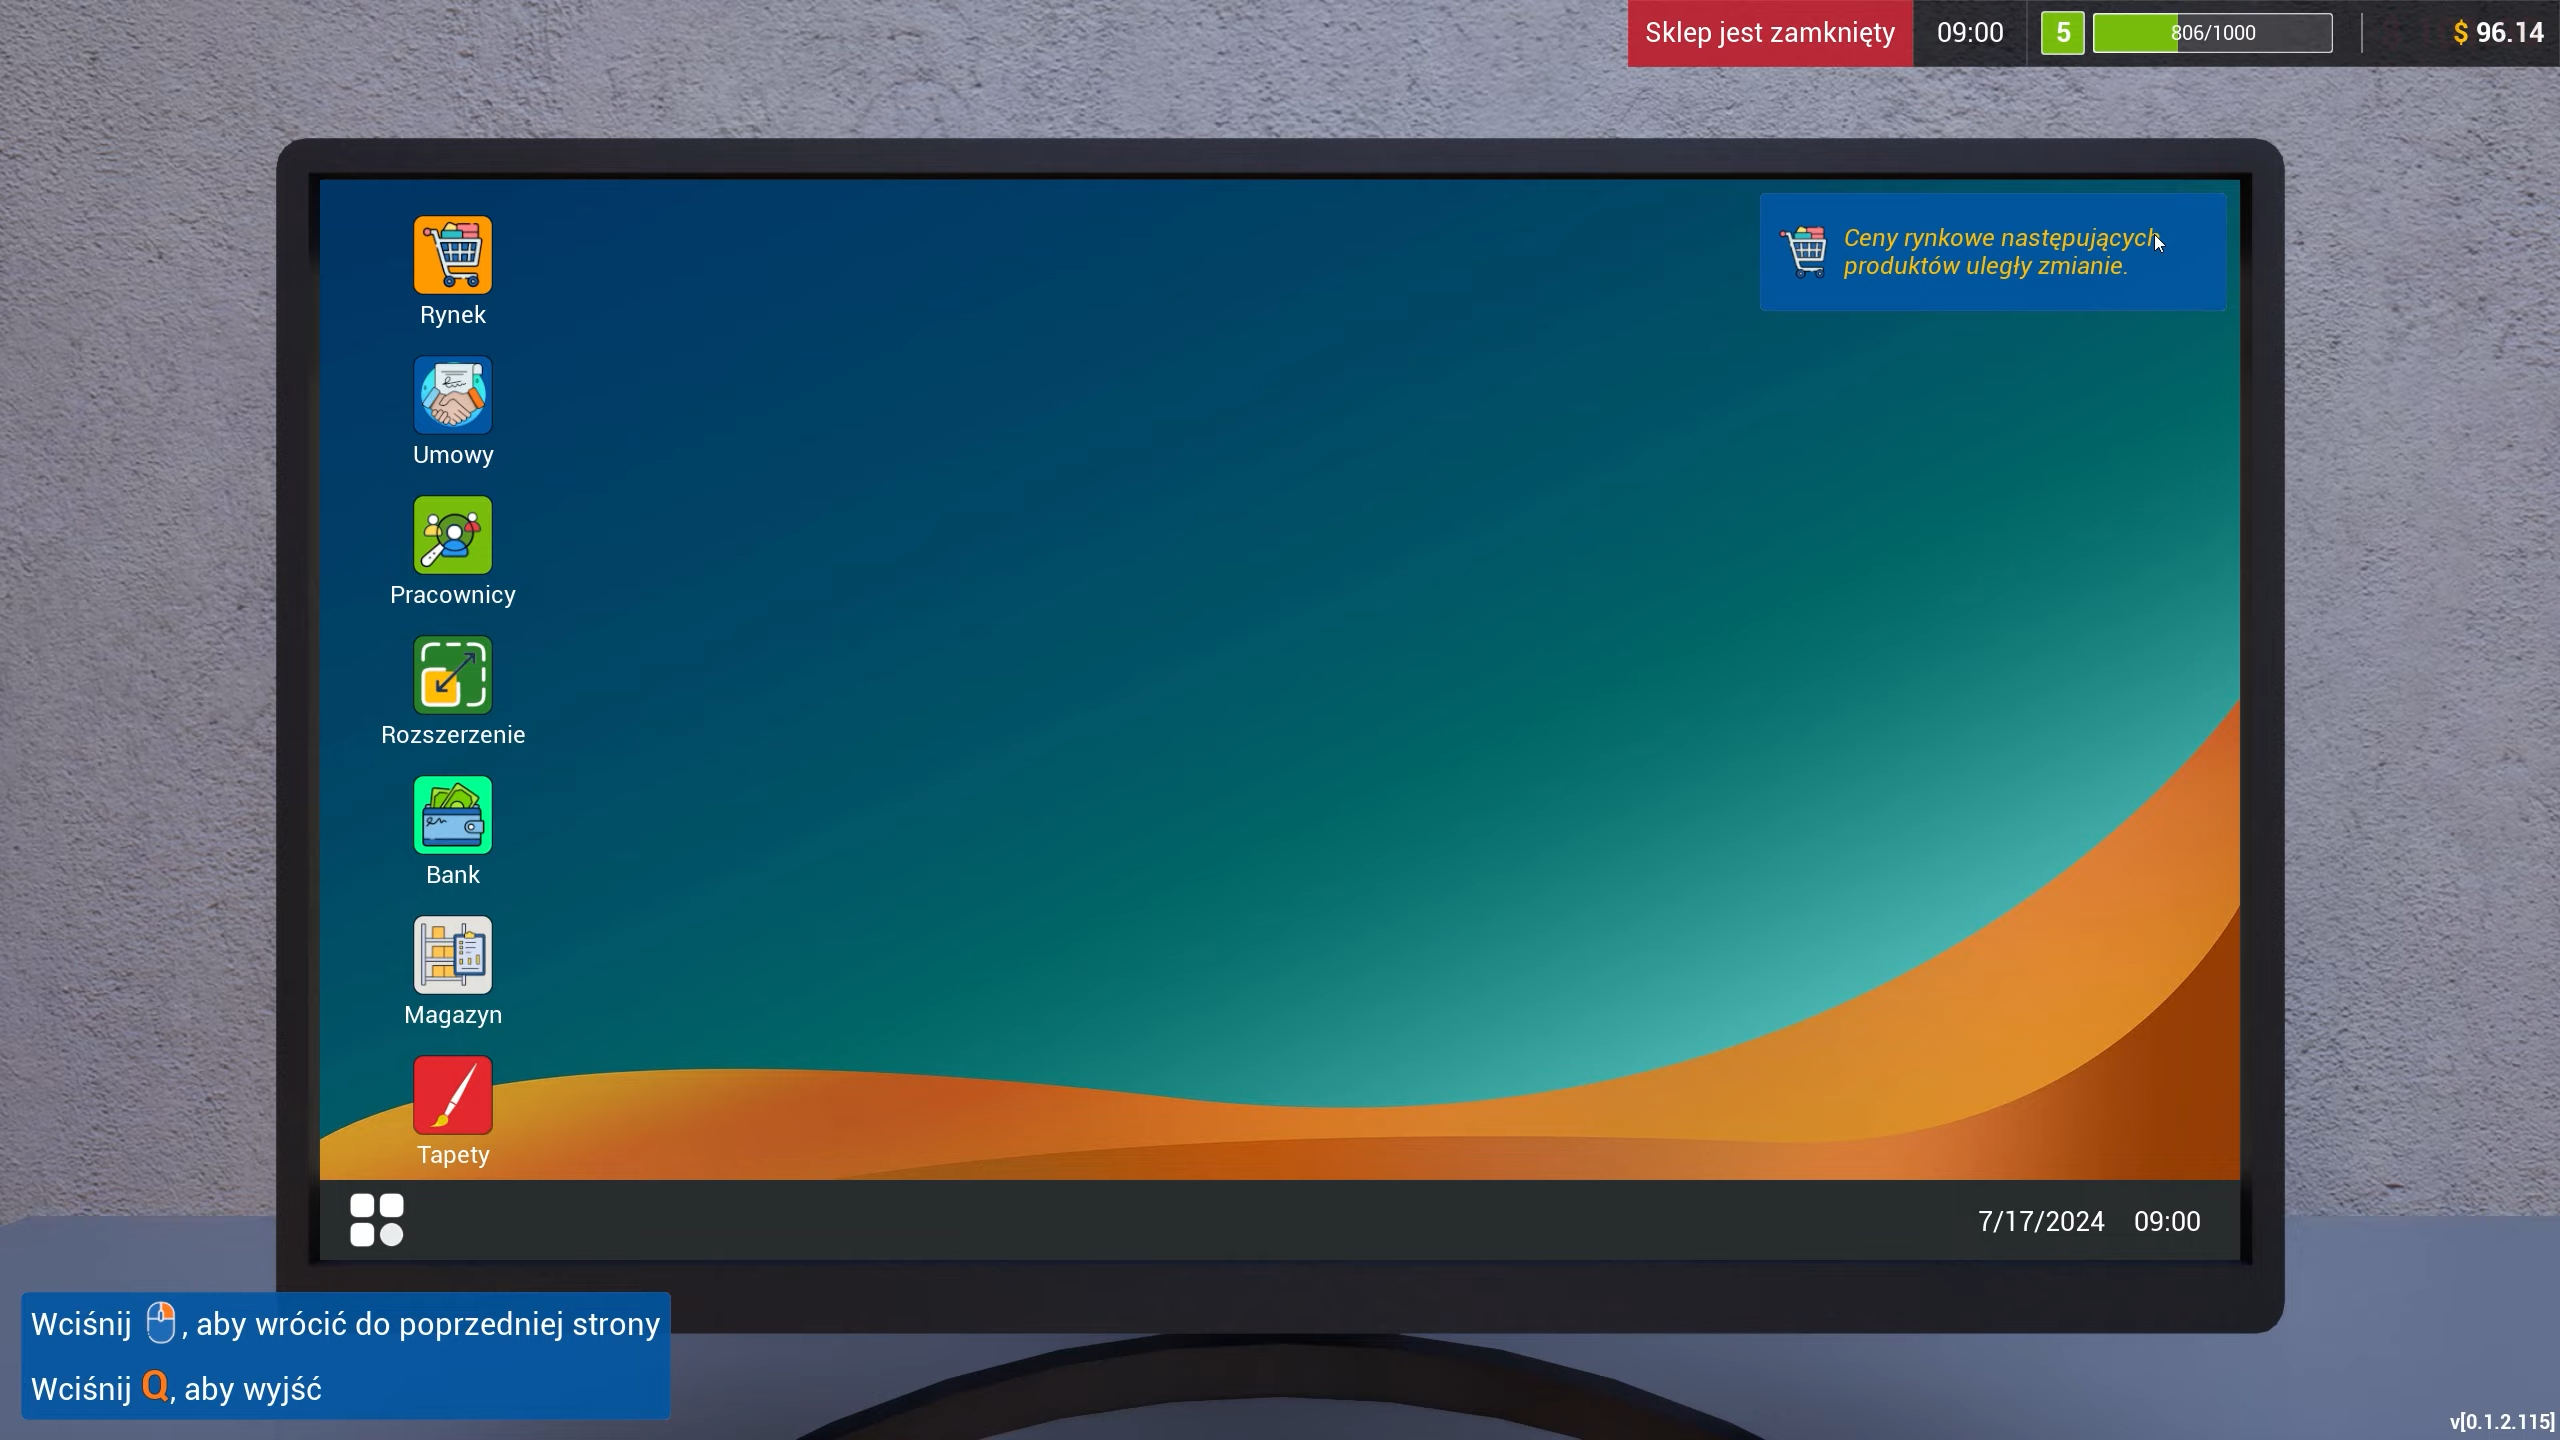 Sklep jest zamknięty
09:00
5
806/1000
$ 96.14
Ceny rynkowe następujących
produktów uległy zmianie.
Rynek
Umowy
Pracownicy
Rozszerzenie
Bank
Magazyn
Tapety
7/17/2024 09:00
Wciśnij , aby wrócić do poprzedniej strony
Wciśnij Q, aby wyjść
v[0.1.2.115]